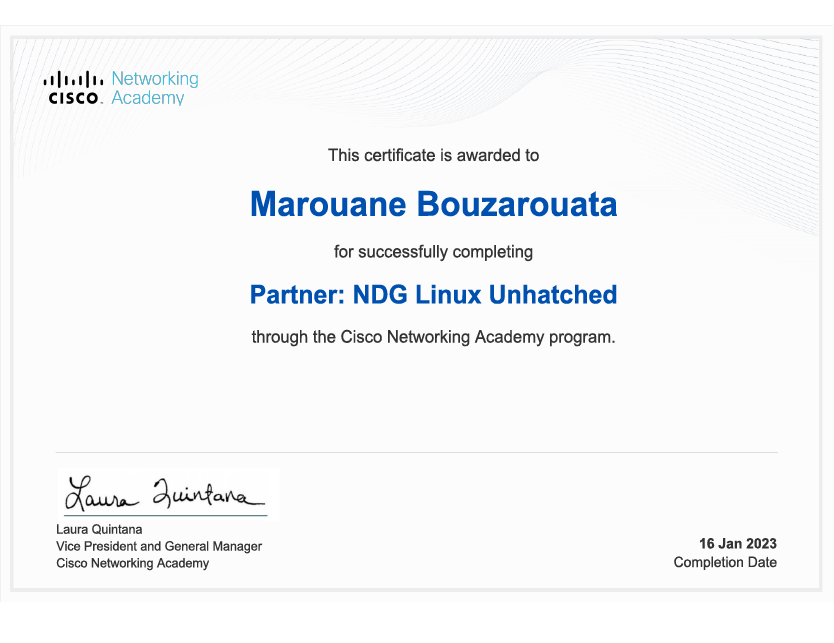 Networking
CISCO. Academy
This certificate is awarded to
Marouane Bouzarouata
for successfully completing
Partner: NDG Linux Unhatched
through the Cisco Networking Academy program.
Laura Quintana
Laura Quintana
Vice President and General Manager
Cisco Networking Academy
16 Jan 2023
Completion Date